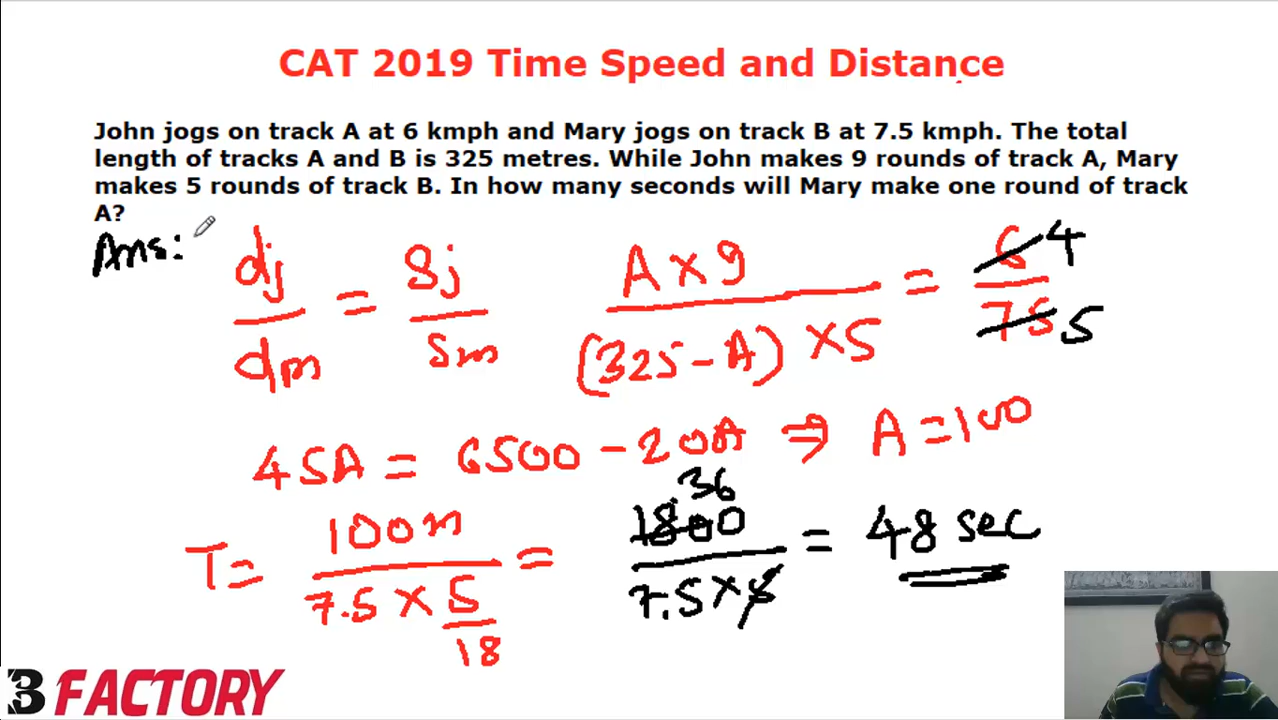 CAT 2019 Time Speed and Distance
John jogs on track A at 6 kmph and Mary jogs on track B at 7.5 kmph. The total
length of tracks A and B is 325 metres. While John makes 9 rounds of track A, Mary
makes 5 rounds of track B. In how many seconds will Mary make one round of track
A?
Ans:
dj/dm = Sj/Sm
A × 9/(325 - A) × 5 = 6/75 4/5
45A = 6500 - 20A ⇒ A = 100
T = 100m/7.5 × 5/18 = 1800/7.5 × 5 36 = 48 sec
B FACTORY